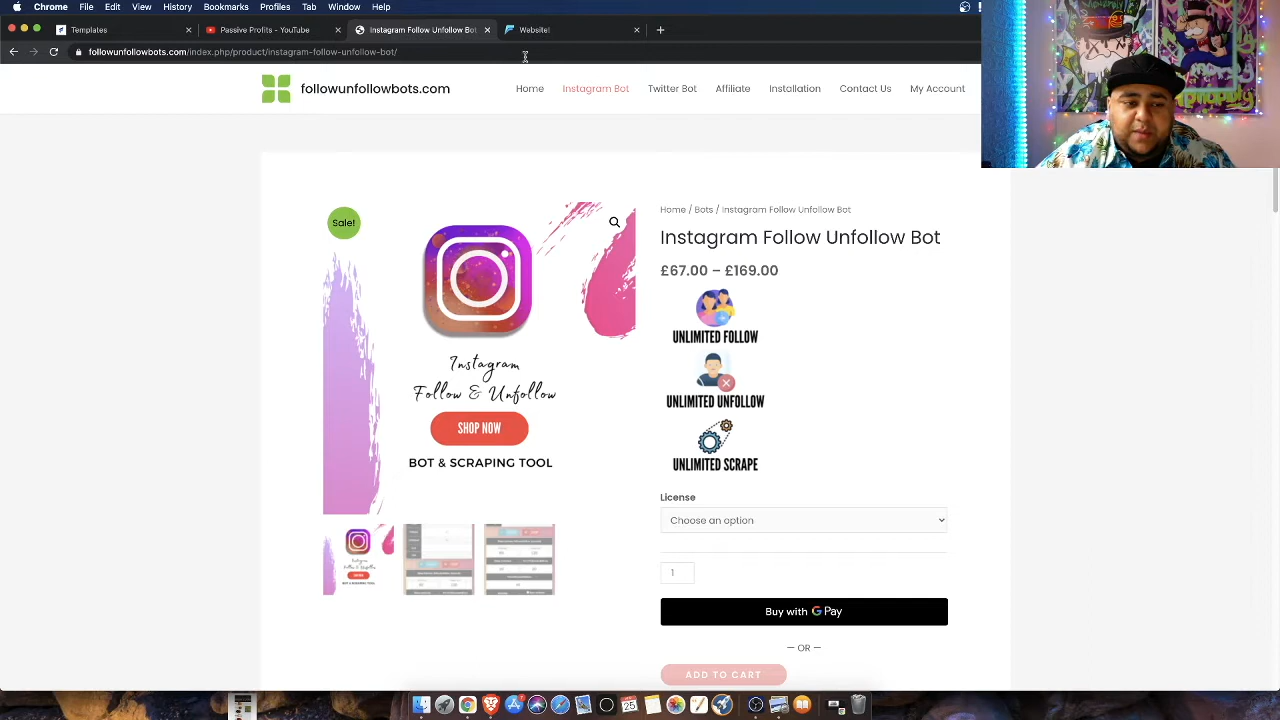 Chrome File Edit View History Bookmarks Profiles Tab Window Help
Templates Passive Profits - YouTube Instagram Follow Unfollow Bot Website!
followunfollowbots.com/index.php/product/instagram-follow-unfollow-bot/
followunfollowbots.com Home Instagram Bot Twitter Bot Affiliate Installation Contact Us My Account
Sale!
Instagram
Follow & Unfollow
SHOP NOW
BOT & SCRAPING TOOL
Home / Bots / Instagram Follow Unfollow Bot
Instagram Follow Unfollow Bot
£67.00 – £169.00
UNLIMITED FOLLOW
UNLIMITED UNFOLLOW
UNLIMITED SCRAPE
License
Choose an option
1
Buy with G Pay
— OR —
ADD TO CART
25